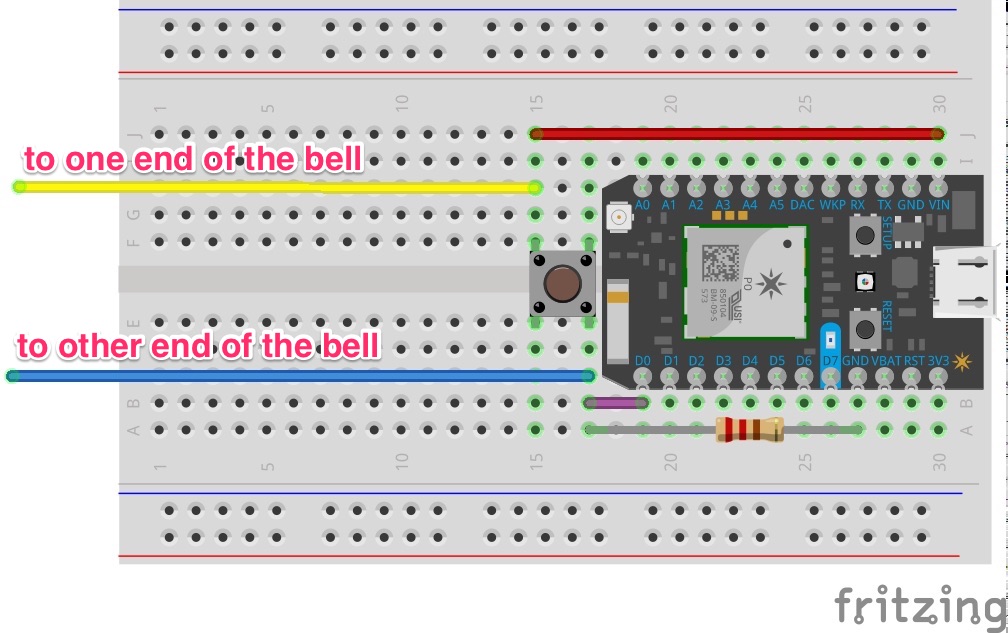 1 5 10 15 20 25 30
J J
to one end of the bell
I
G G
F F
A0 A1 A2 A3 A4 A5 DAC WKP RX TX GND VIN
SETUP
P0
USI
BM-09-S
RESET
E
to other end of the bell
D0 D1 D2 D3 D4 D5 D6 D7 GND VBAT RST 3V3
B B
A A
1 5 10 15 20 25 30
fritzing